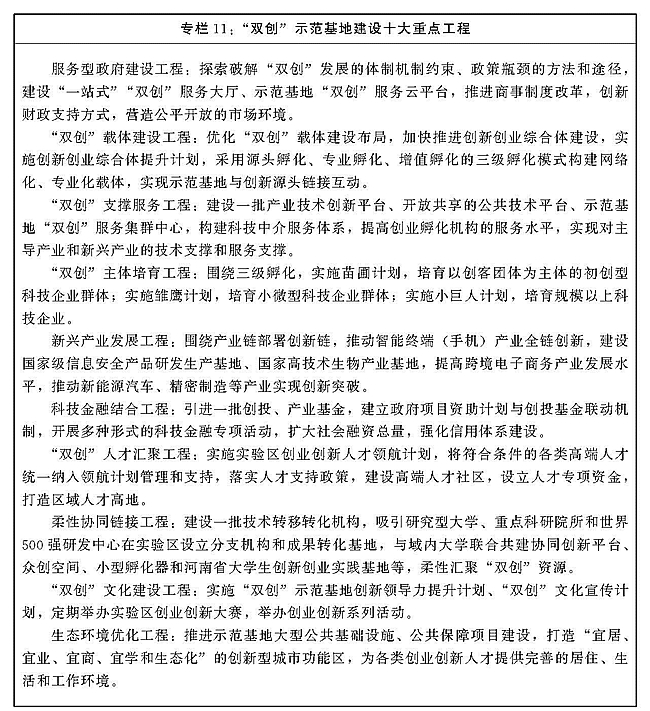 专栏11：“双创”示范基地建设十大重点工程
服务型政府建设工程：探索破解“双创”发展的体制机制约束、政策瓶颈的方法和途径，
建设“一站式”“双创”服务大厅、示范基地“双创”服务云平台，推进商事制度改革，创新
财政支持方式，营造公平开放的市场环境。
“双创”载体建设工程：优化“双创”载体建设布局，加快推进创新创业综合体建设，实
施创新创业综合体提升计划，采用源头孵化、专业孵化、增值孵化的三级孵化模式构建网络
化、专业化载体，实现示范基地与创新源头链接互动。
“双创”支撑服务工程：建设一批产业技术创新平台、开放共享的公共技术平台、示范基
地“双创”服务集群中心，构建科技中介服务体系，提高创业孵化机构的服务水平，实现对主
导产业和新兴产业的技术支撑和服务支撑。
“双创”主体培育工程：围绕三级孵化，实施苗圃计划，培育以创客团体为主体的初创型
科技企业群体；实施雏鹰计划，培育小微型科技企业群体；实施小巨人计划，培育规模以上科
技企业。
新兴产业发展工程：围绕产业链部署创新链，推动智能终端（手机）产业全链创新，建设
国家级信息安全产品研发生产基地、国家高技术生物产业基地，提高跨境电子商务产业发展水
平，推动新能源汽车、精密制造等产业实现创新突破。
科技金融结合工程：引进一批创投、产业基金，建立政府项目资助计划与创投基金联动机
制，开展多种形式的科技金融专项活动，扩大社会融资总量，强化信用体系建设。
“双创”人才汇聚工程：实施实验区创业创新人才领航计划，将符合条件的各类高端人才
统一纳入领航计划管理和支持，落实人才支持政策，建设高端人才社区，设立人才专项资金，
打造区域人才高地。
柔性协同链接工程：建设一批技术转移转化机构，吸引研究型大学、重点科研院所和世界
500强研发中心在实验区设立分支机构和成果转化基地，与域内大学联合共建协同创新平台、
众创空间、小型孵化器和河南省大学生创新创业实践基地等，柔性汇聚“双创”资源。
“双创”文化建设工程：实施“双创”示范基地创新领导力提升计划、“双创”文化宣传计
划，定期举办实验区创业创新大赛，举办创业创新系列活动。
生态环境优化工程：推进示范基地大型公共基础设施、公共保障项目建设，打造“宜居、
宜业、宜商、宜学和生态化”的创新型城市功能区，为各类创业创新人才提供完善的居住、生
活和工作环境。